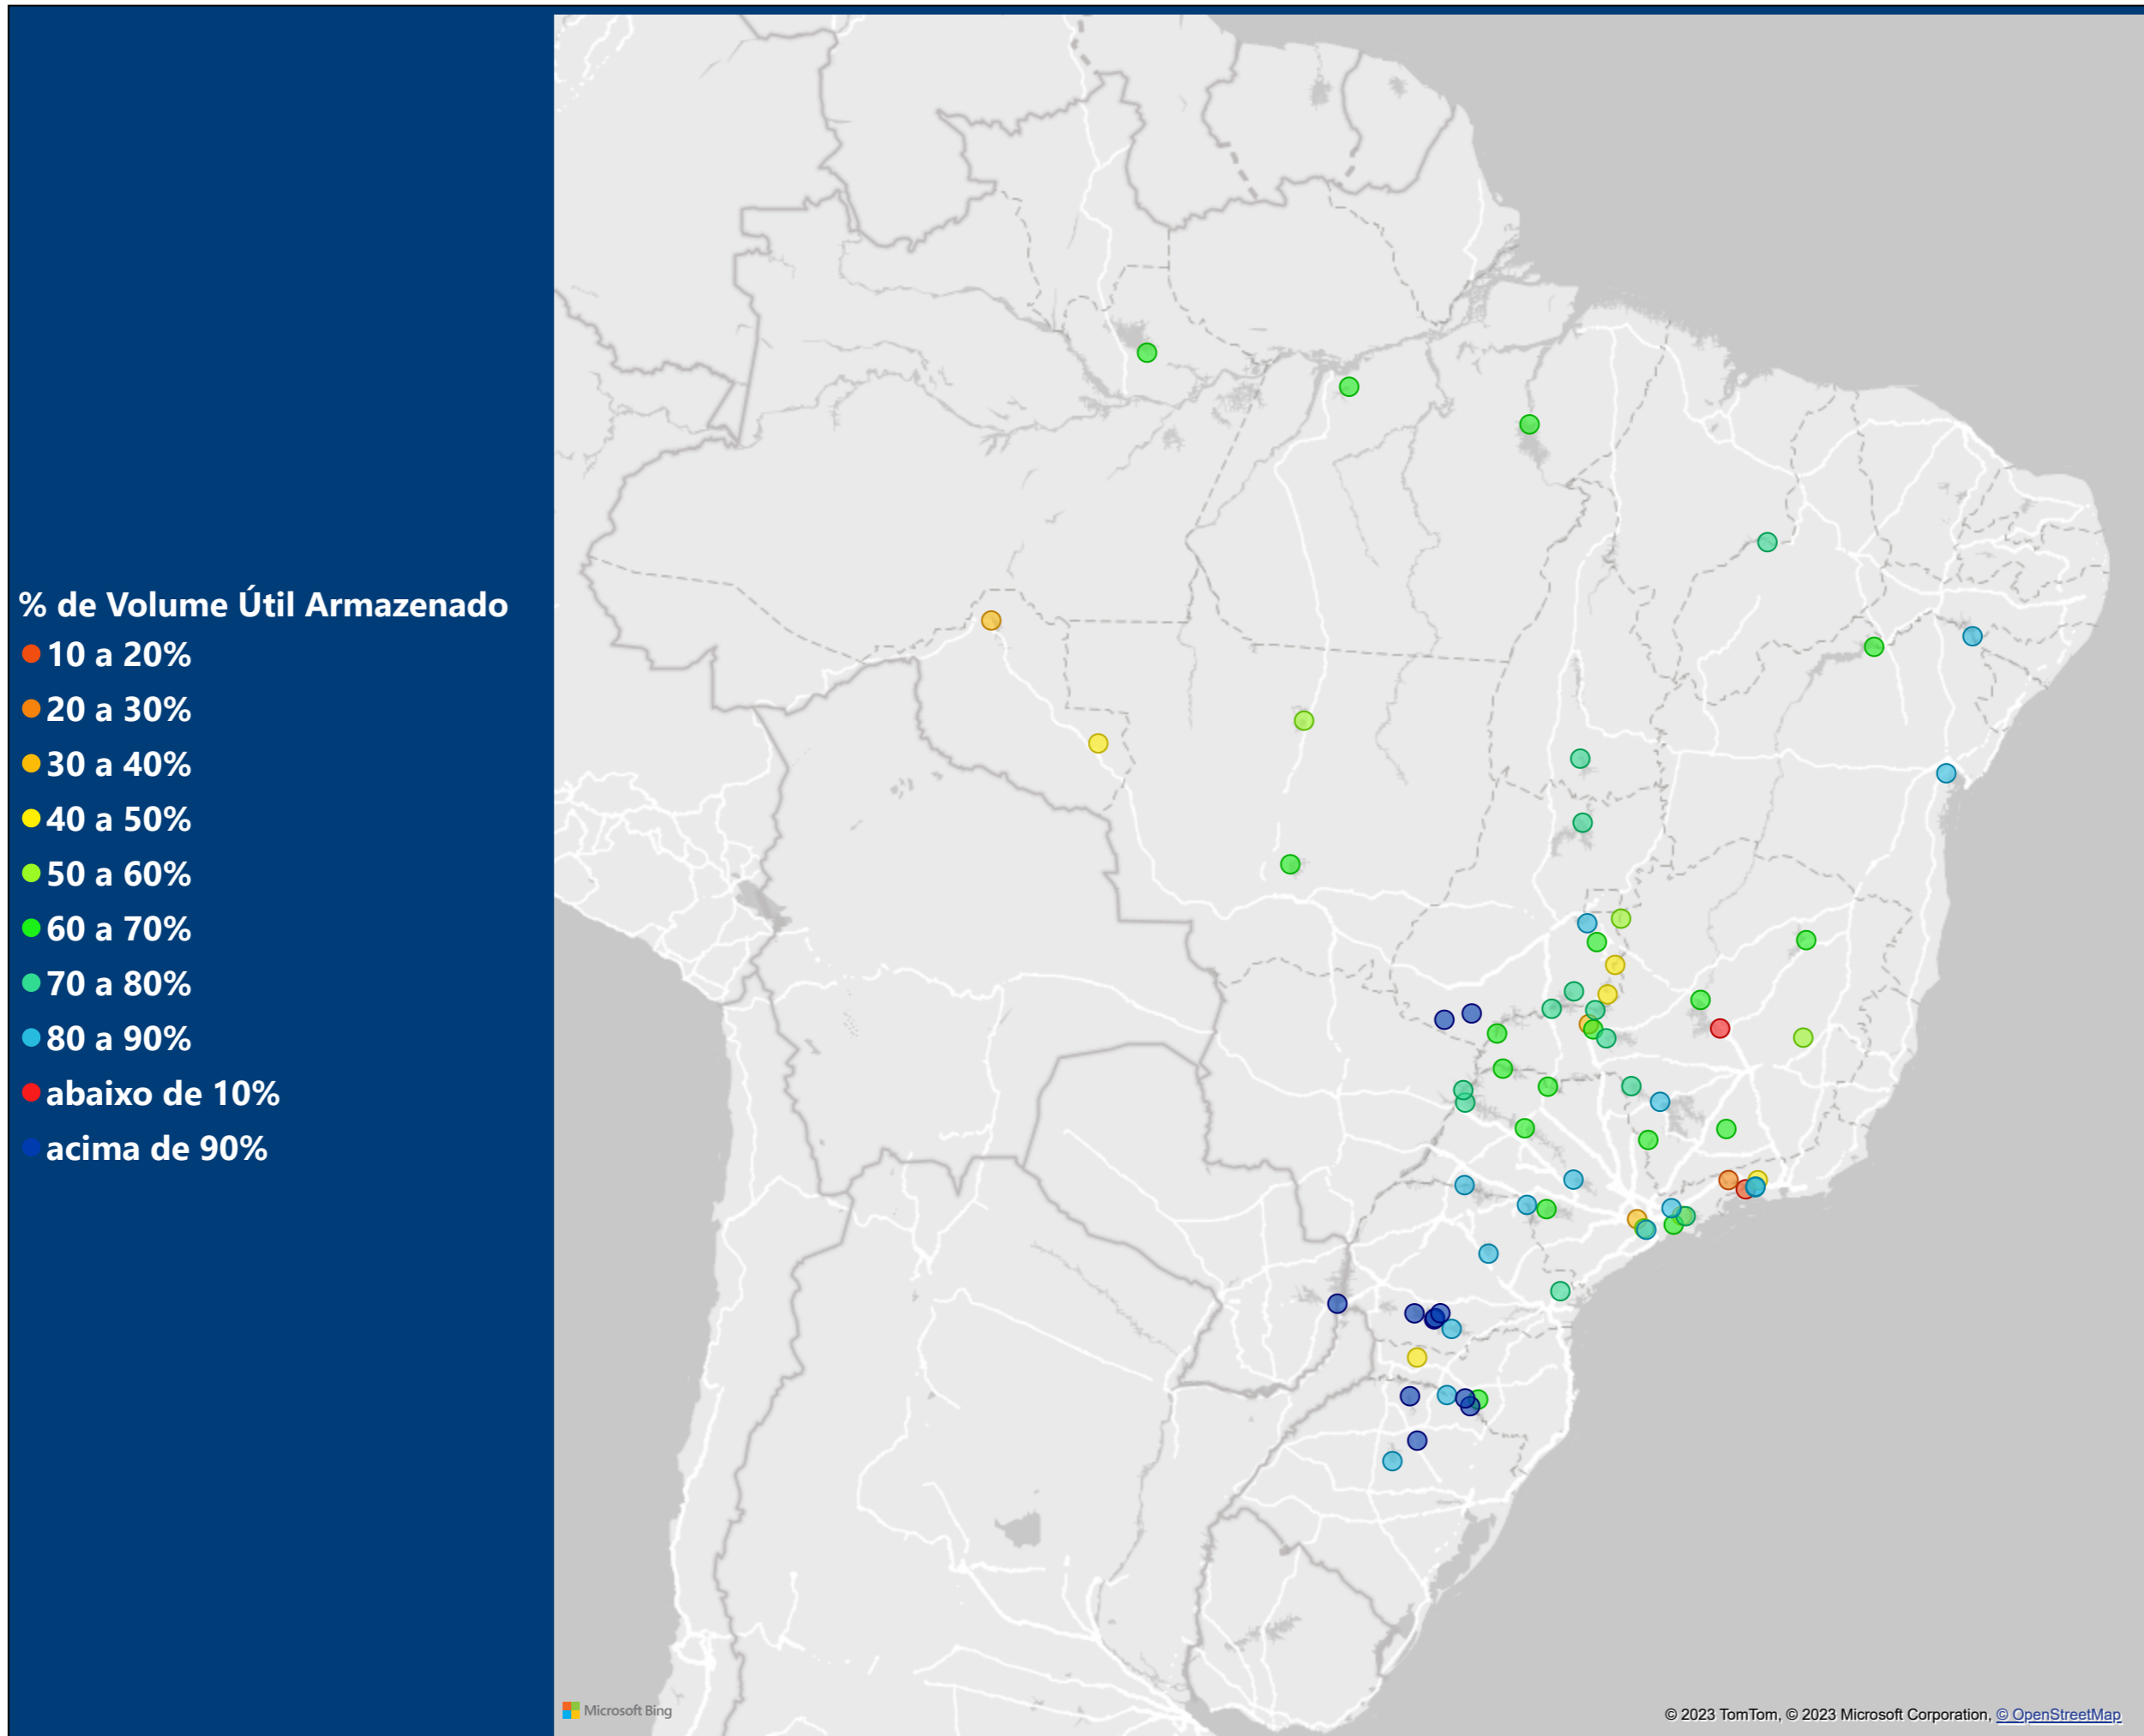 % de Volume Útil Armazenado
10 a 20%
20 a 30%
30 a 40%
40 a 50%
50 a 60%
60 a 70%
70 a 80%
80 a 90%
abaixo de 10%
acima de 90%
Microsoft Bing
© 2023 TomTom, © 2023 Microsoft Corporation, © OpenStreetMap